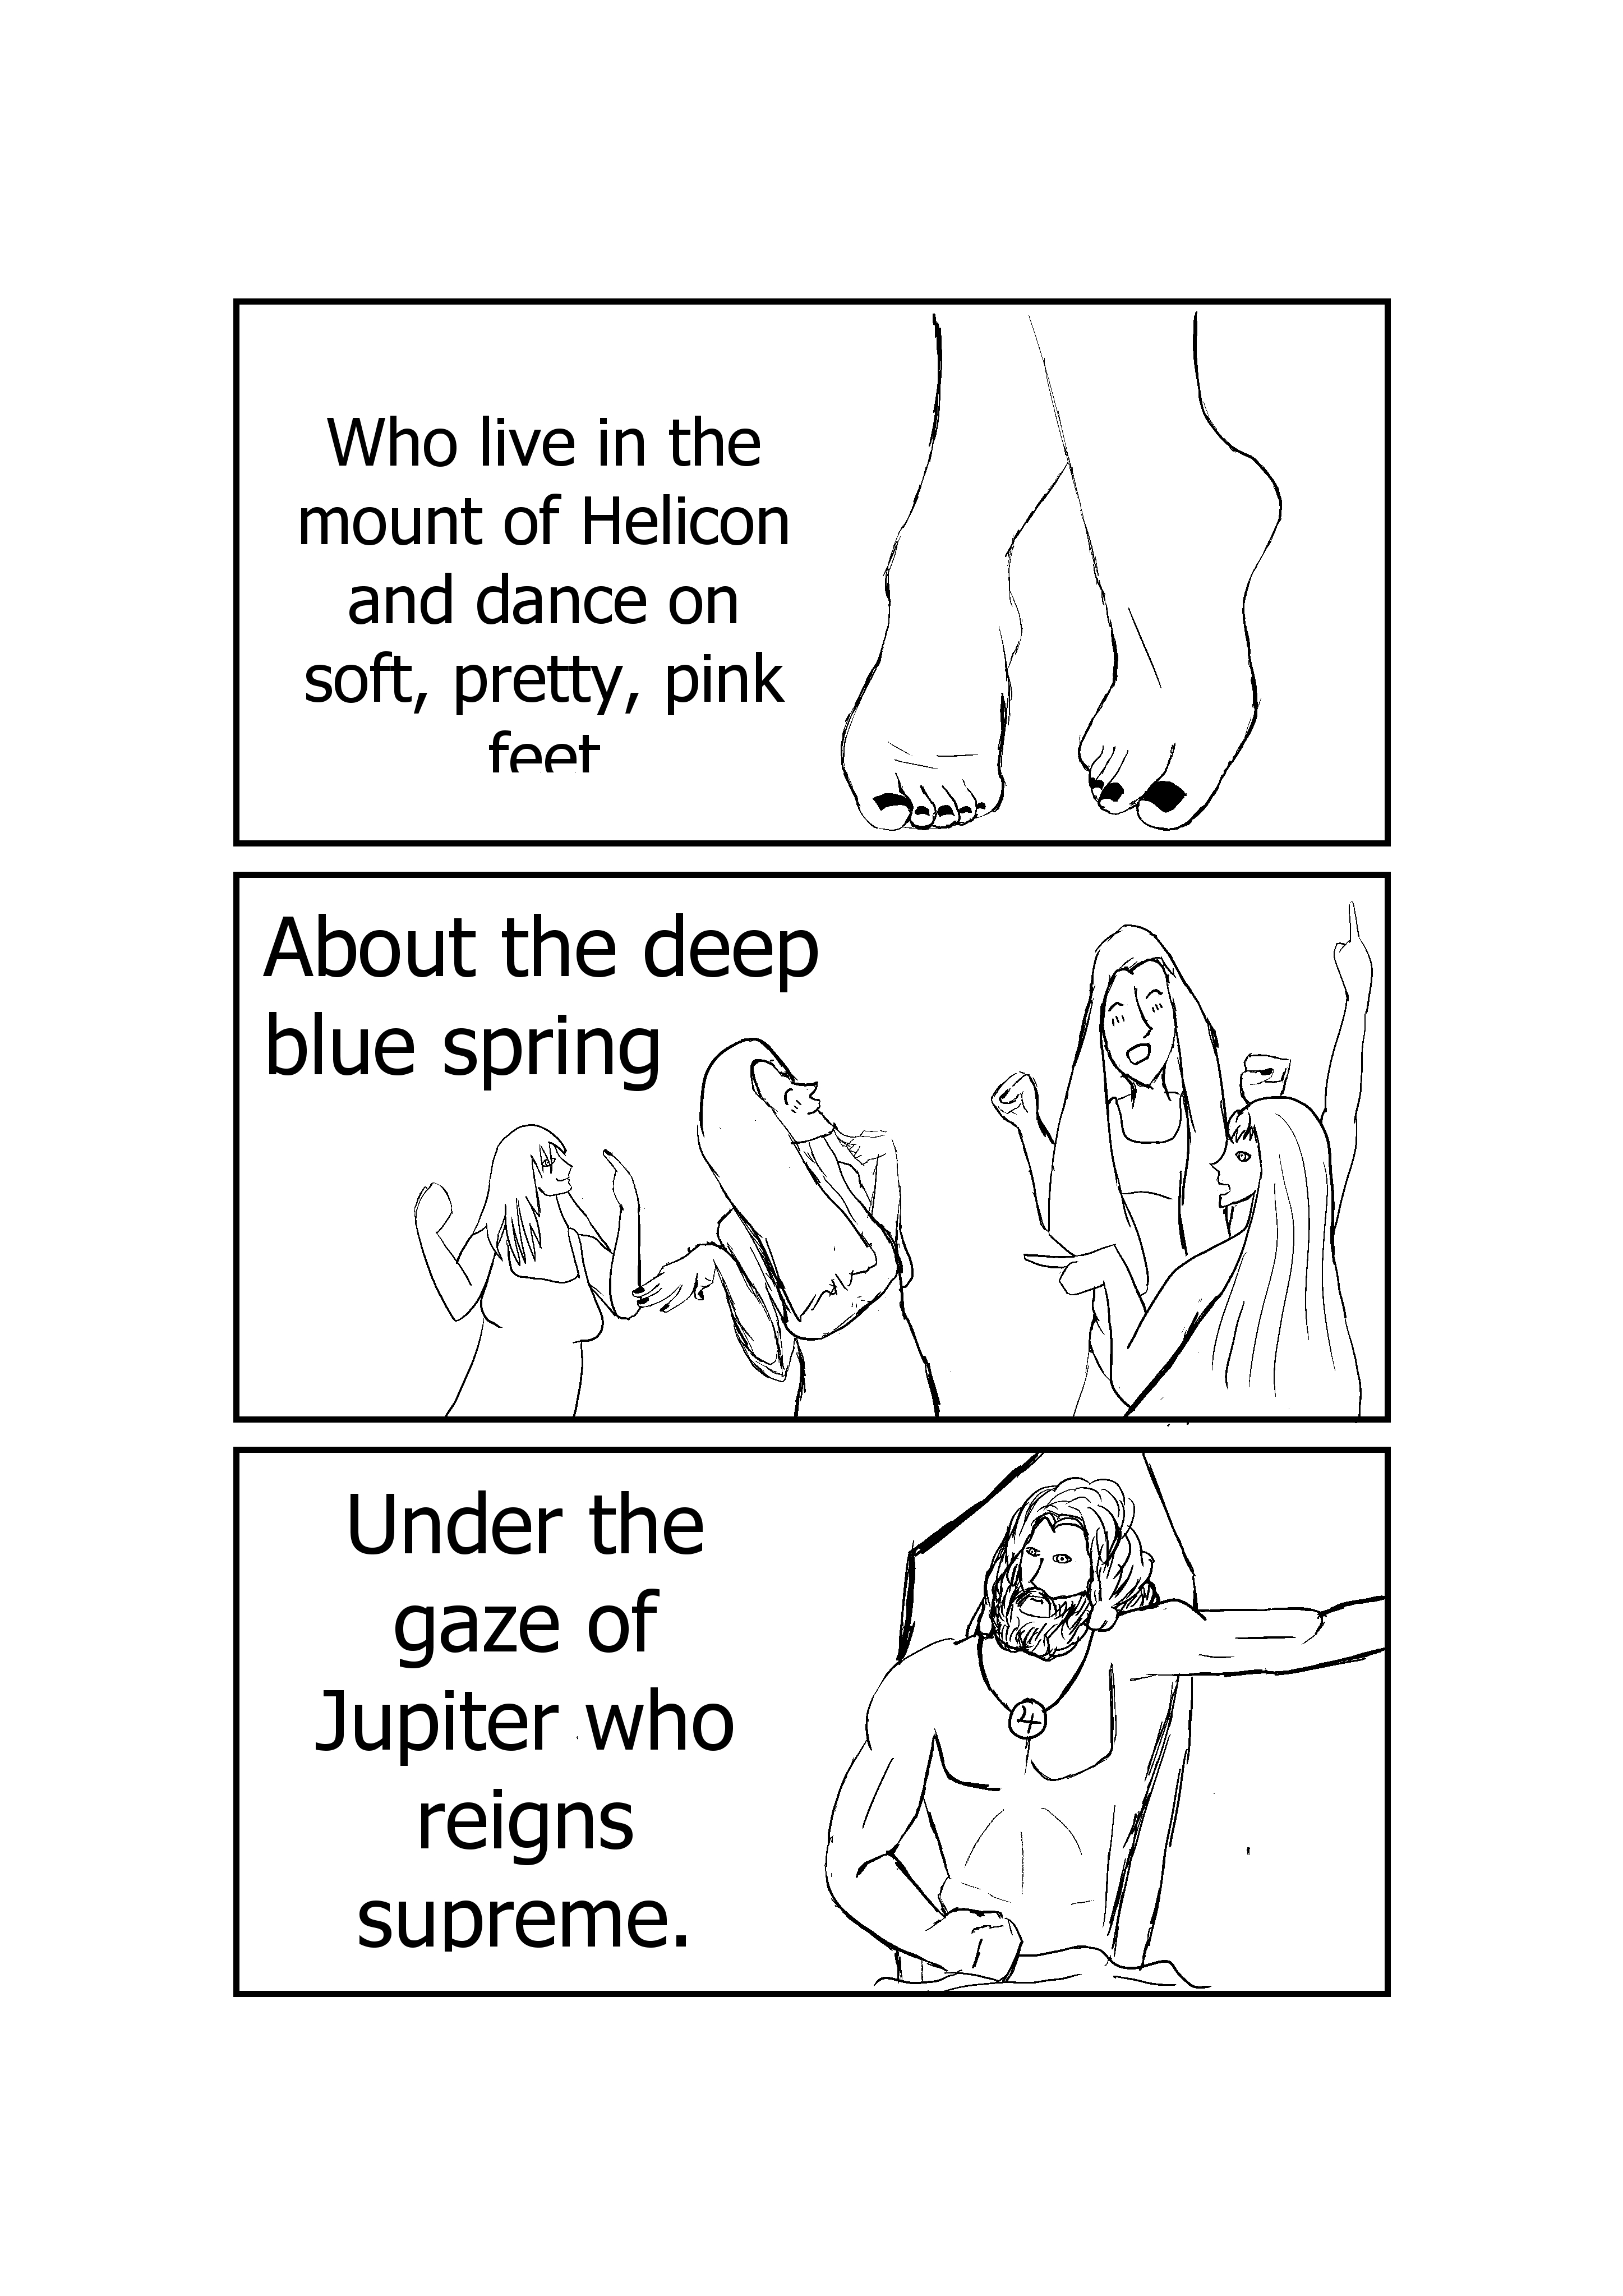 Who live in the
mount of Helicon
and dance on
soft, pretty, pink
feet
About the deep
blue spring
Under the
gaze of
Jupiter who
reigns
supreme.